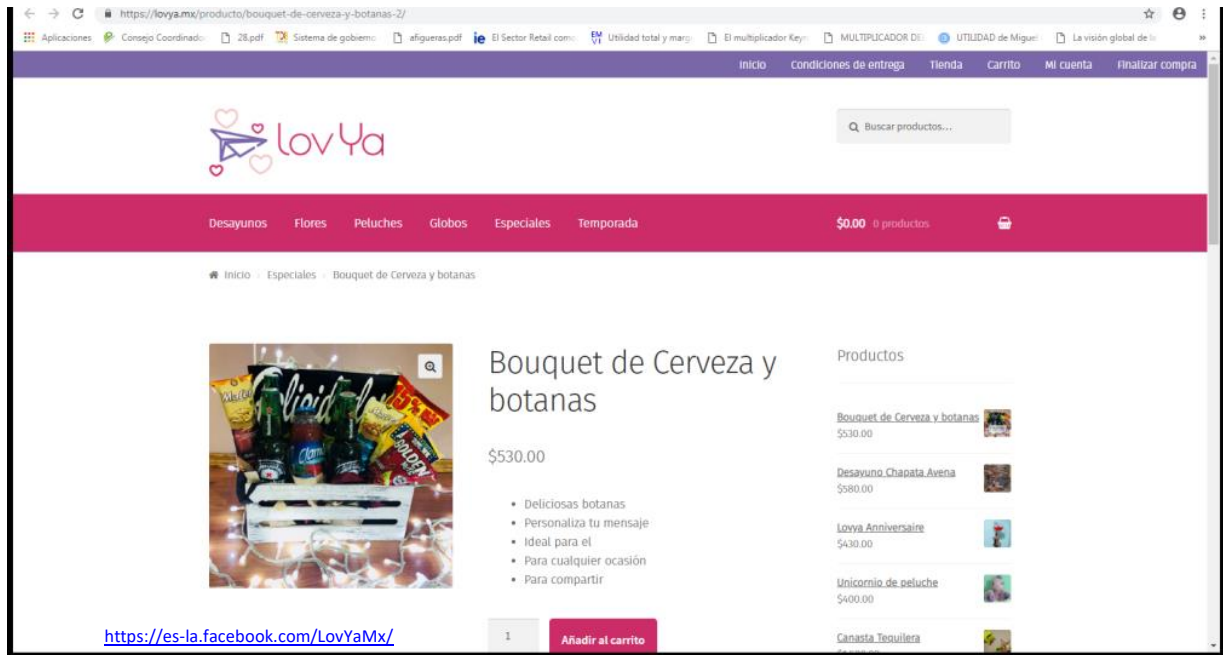 https://lovya.mx/producto/bouquet-de-cerveza-y-botanas-2/
Aplicaciones Consejo Coordinado 28.pdf Sistema de gobierno afigueras.pdf ie El Sector Retail como EM VI Utilidad total y marg El multiplicador Key MULTIPLICADOR DE UTILIDAD de Miguel La visión global de l »
Inicio Condiciones de entrega Tienda Carrito Mi cuenta Finalizar compra
lovYa
Buscar productos...
Desayunos Flores Peluches Globos Especiales Temporada $0.00 0 productos
Inicio Especiales Bouquet de Cerveza y botanas
Bouquet de Cerveza y
botanas
$530.00
Deliciosas botanas
Personaliza tu mensaje
Ideal para el
Para cualquier ocasión
Para compartir
1 Añadir al carrito
Productos
Bouquet de Cerveza y botanas
$530.00
Desayuno Chapata Avena
$580.00
Lovya Anniversaire
$430.00
Unicornio de peluche
$400.00
Canasta Tequilera
https://es-la.facebook.com/LovYaMx/